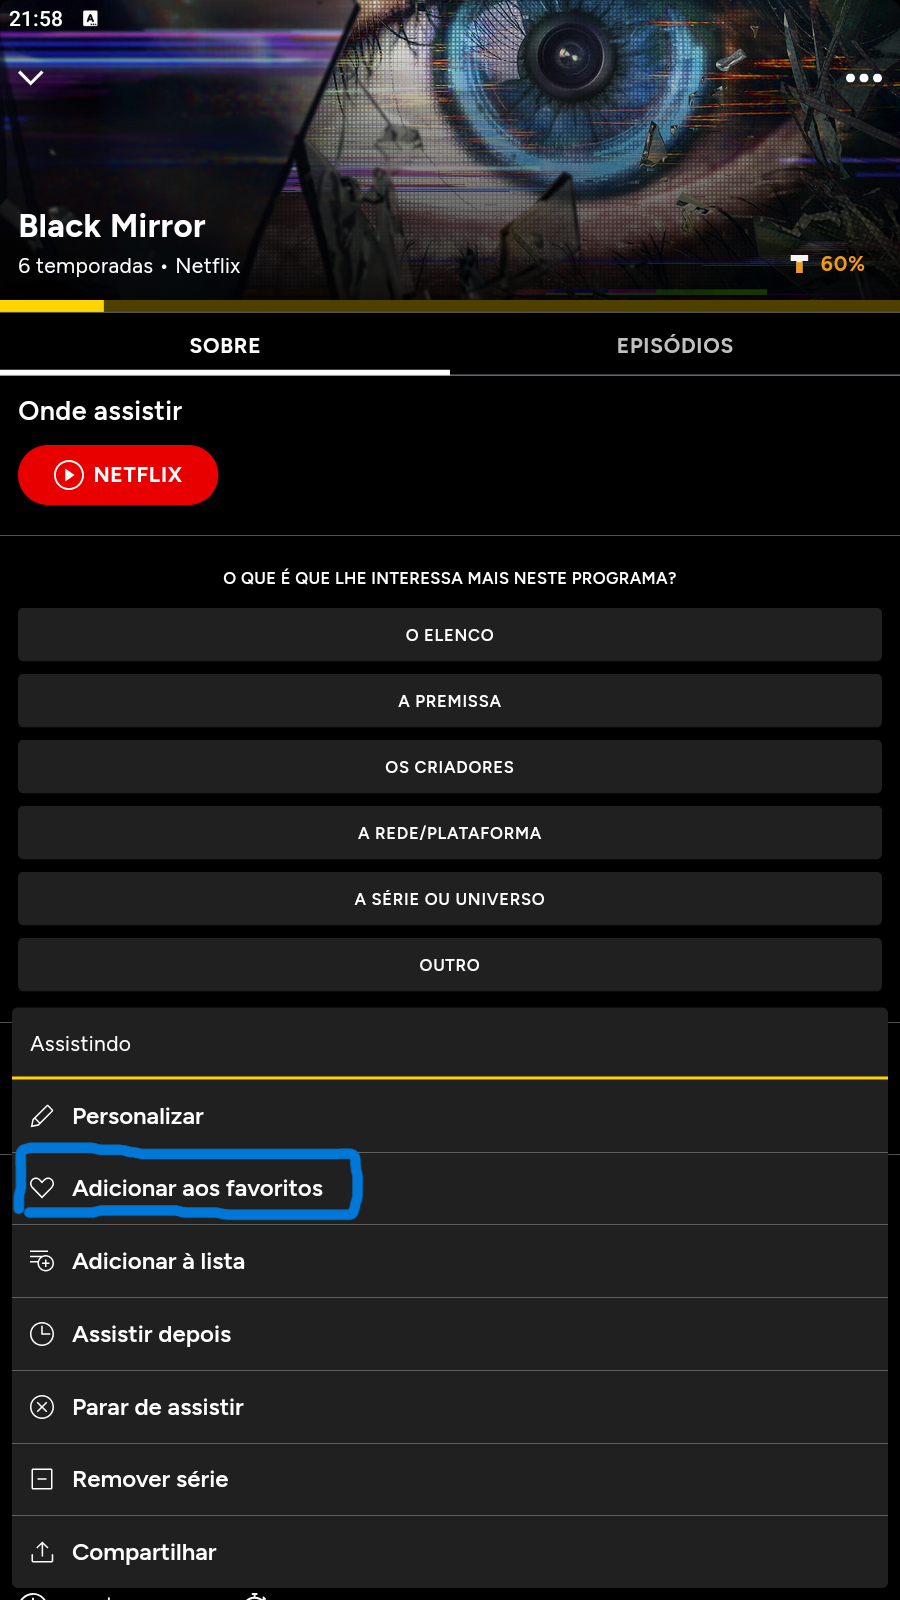 21:58
Black Mirror
6 temporadas • Netflix
60%
SOBRE
EPISÓDIOS
Onde assistir
NETFLIX
O QUE É QUE LHE INTERESSA MAIS NESTE PROGRAMA?
O ELENCO
A PREMISSA
OS CRIADORES
A REDE/PLATAFORMA
A SÉRIE OU UNIVERSO
OUTRO
Assistindo
Personalizar
Adicionar aos favoritos
Adicionar à lista
Assistir depois
Parar de assistir
Remover série
Compartilhar